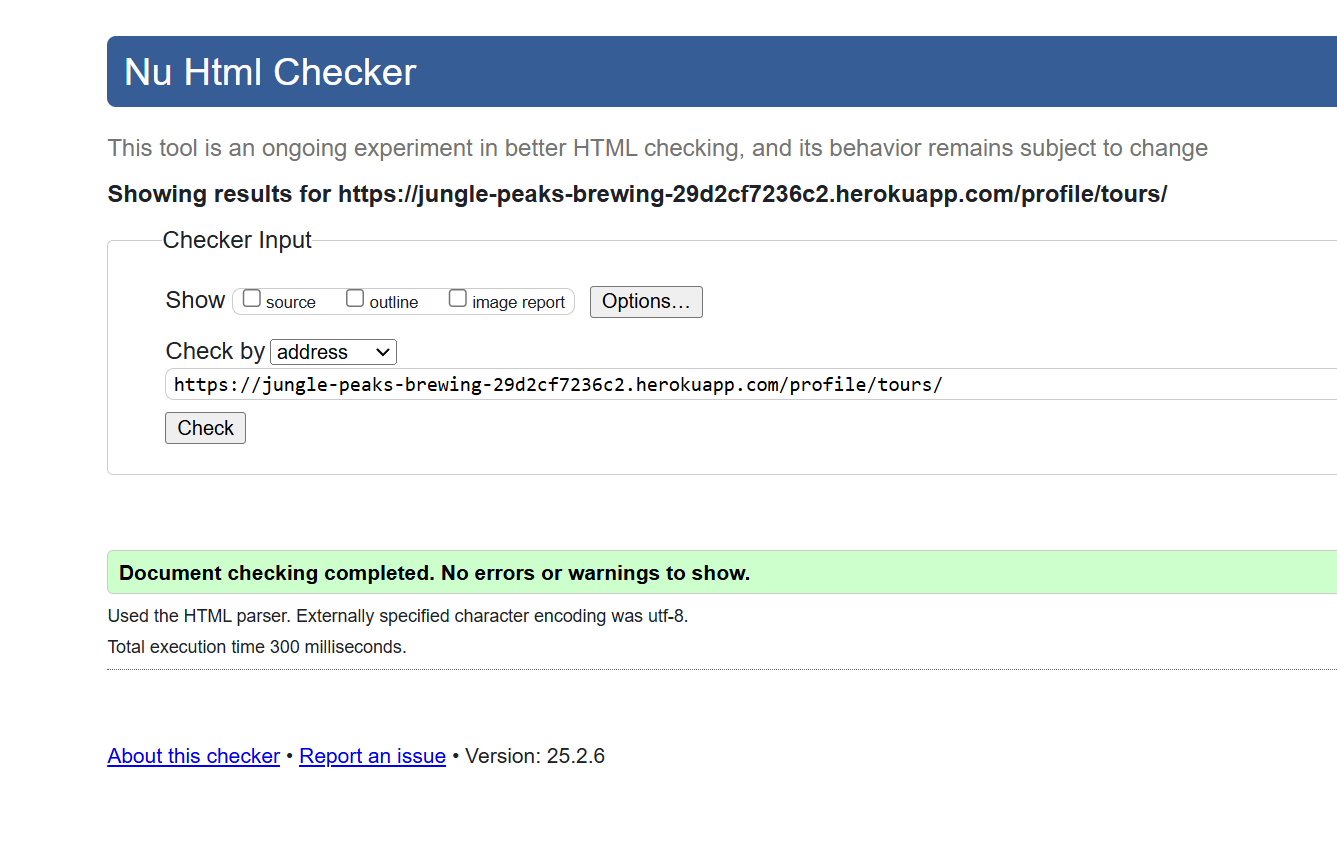 Nu Html Checker
This tool is an ongoing experiment in better HTML checking, and its behavior remains subject to change
Showing results for https://jungle-peaks-brewing-29d2cf7236c2.herokuapp.com/profile/tours/
Checker Input
Show source outline image report Options…
Check by address
https://jungle-peaks-brewing-29d2cf7236c2.herokuapp.com/profile/tours/
Check
Document checking completed. No errors or warnings to show.
Used the HTML parser. Externally specified character encoding was utf-8.
Total execution time 300 milliseconds.
About this checker • Report an issue • Version: 25.2.6